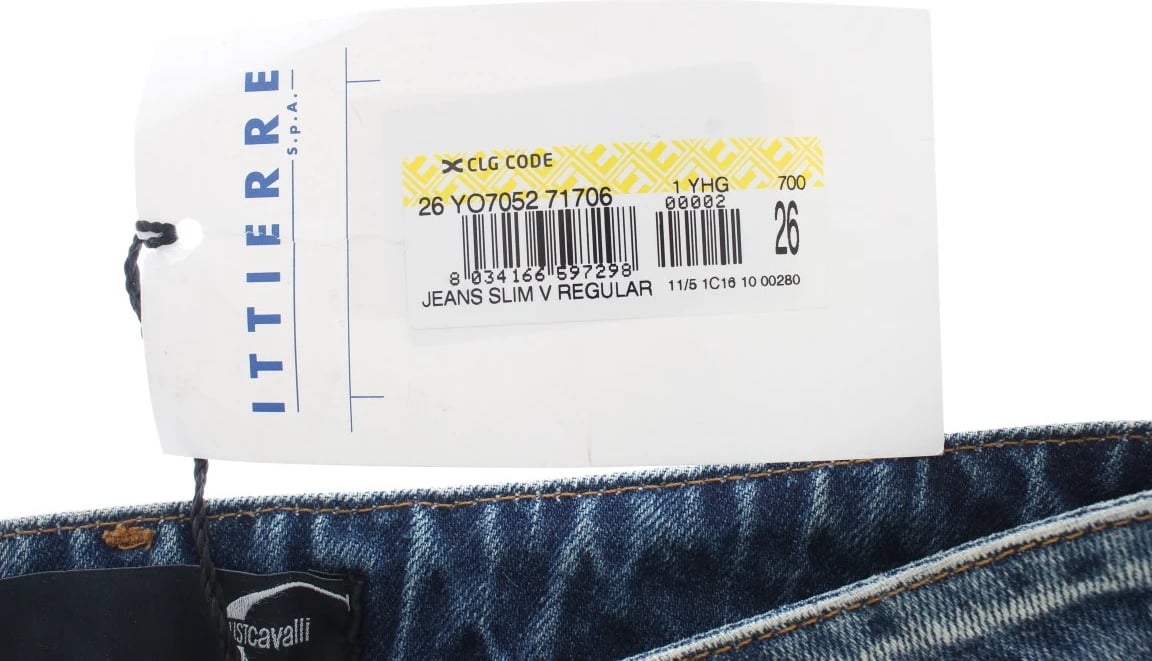 ITTIERRE
S.p.A.
CLG CODE
26 YO7052 71706
1 YHG
700
00002
26
8 034166 597298
JEANS SLIM V REGULAR
11/5 1C16 10 00280
cavalli